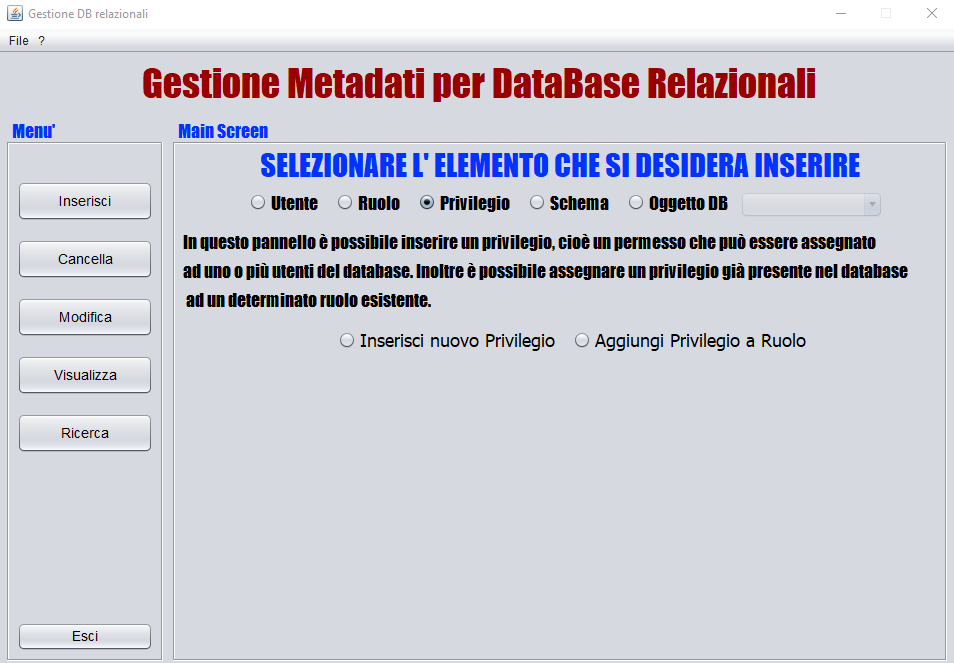 Gestione DB relazionali
File ?
Gestione Metadati per DataBase Relazionali
Menu'
Main Screen
SELEZIONARE L' ELEMENTO CHE SI DESIDERA INSERIRE
Utente Ruolo Privilegio Schema Oggetto DB
In questo pannello è possibile inserire un privilegio, cioè un permesso che può essere assegnato
ad uno o più utenti del database. Inoltre è possibile assegnare un privilegio già presente nel database
ad un determinato ruolo esistente.
Inserisci nuovo Privilegio Aggiungi Privilegio a Ruolo
Inserisci
Cancella
Modifica
Visualizza
Ricerca
Esci